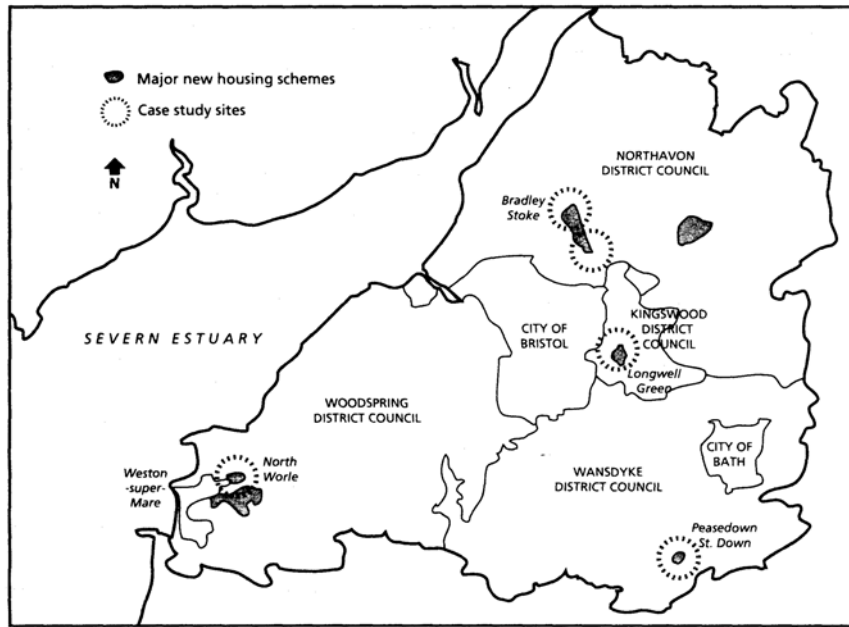 Major new housing schemes
Case study sites
N
NORTHAVON
DISTRICT COUNCIL
Bradley
Stoke
SEVERN ESTUARY
CITY OF
BRISTOL
KINGSWOOD
DISTRICT
COUNCIL
Longwell
Green
WOODSPRING
DISTRICT COUNCIL
Weston
-super-
Mare
North
Worle
CITY OF
BATH
WANSDYKE
DISTRICT COUNCIL
Peasedown
St. Down